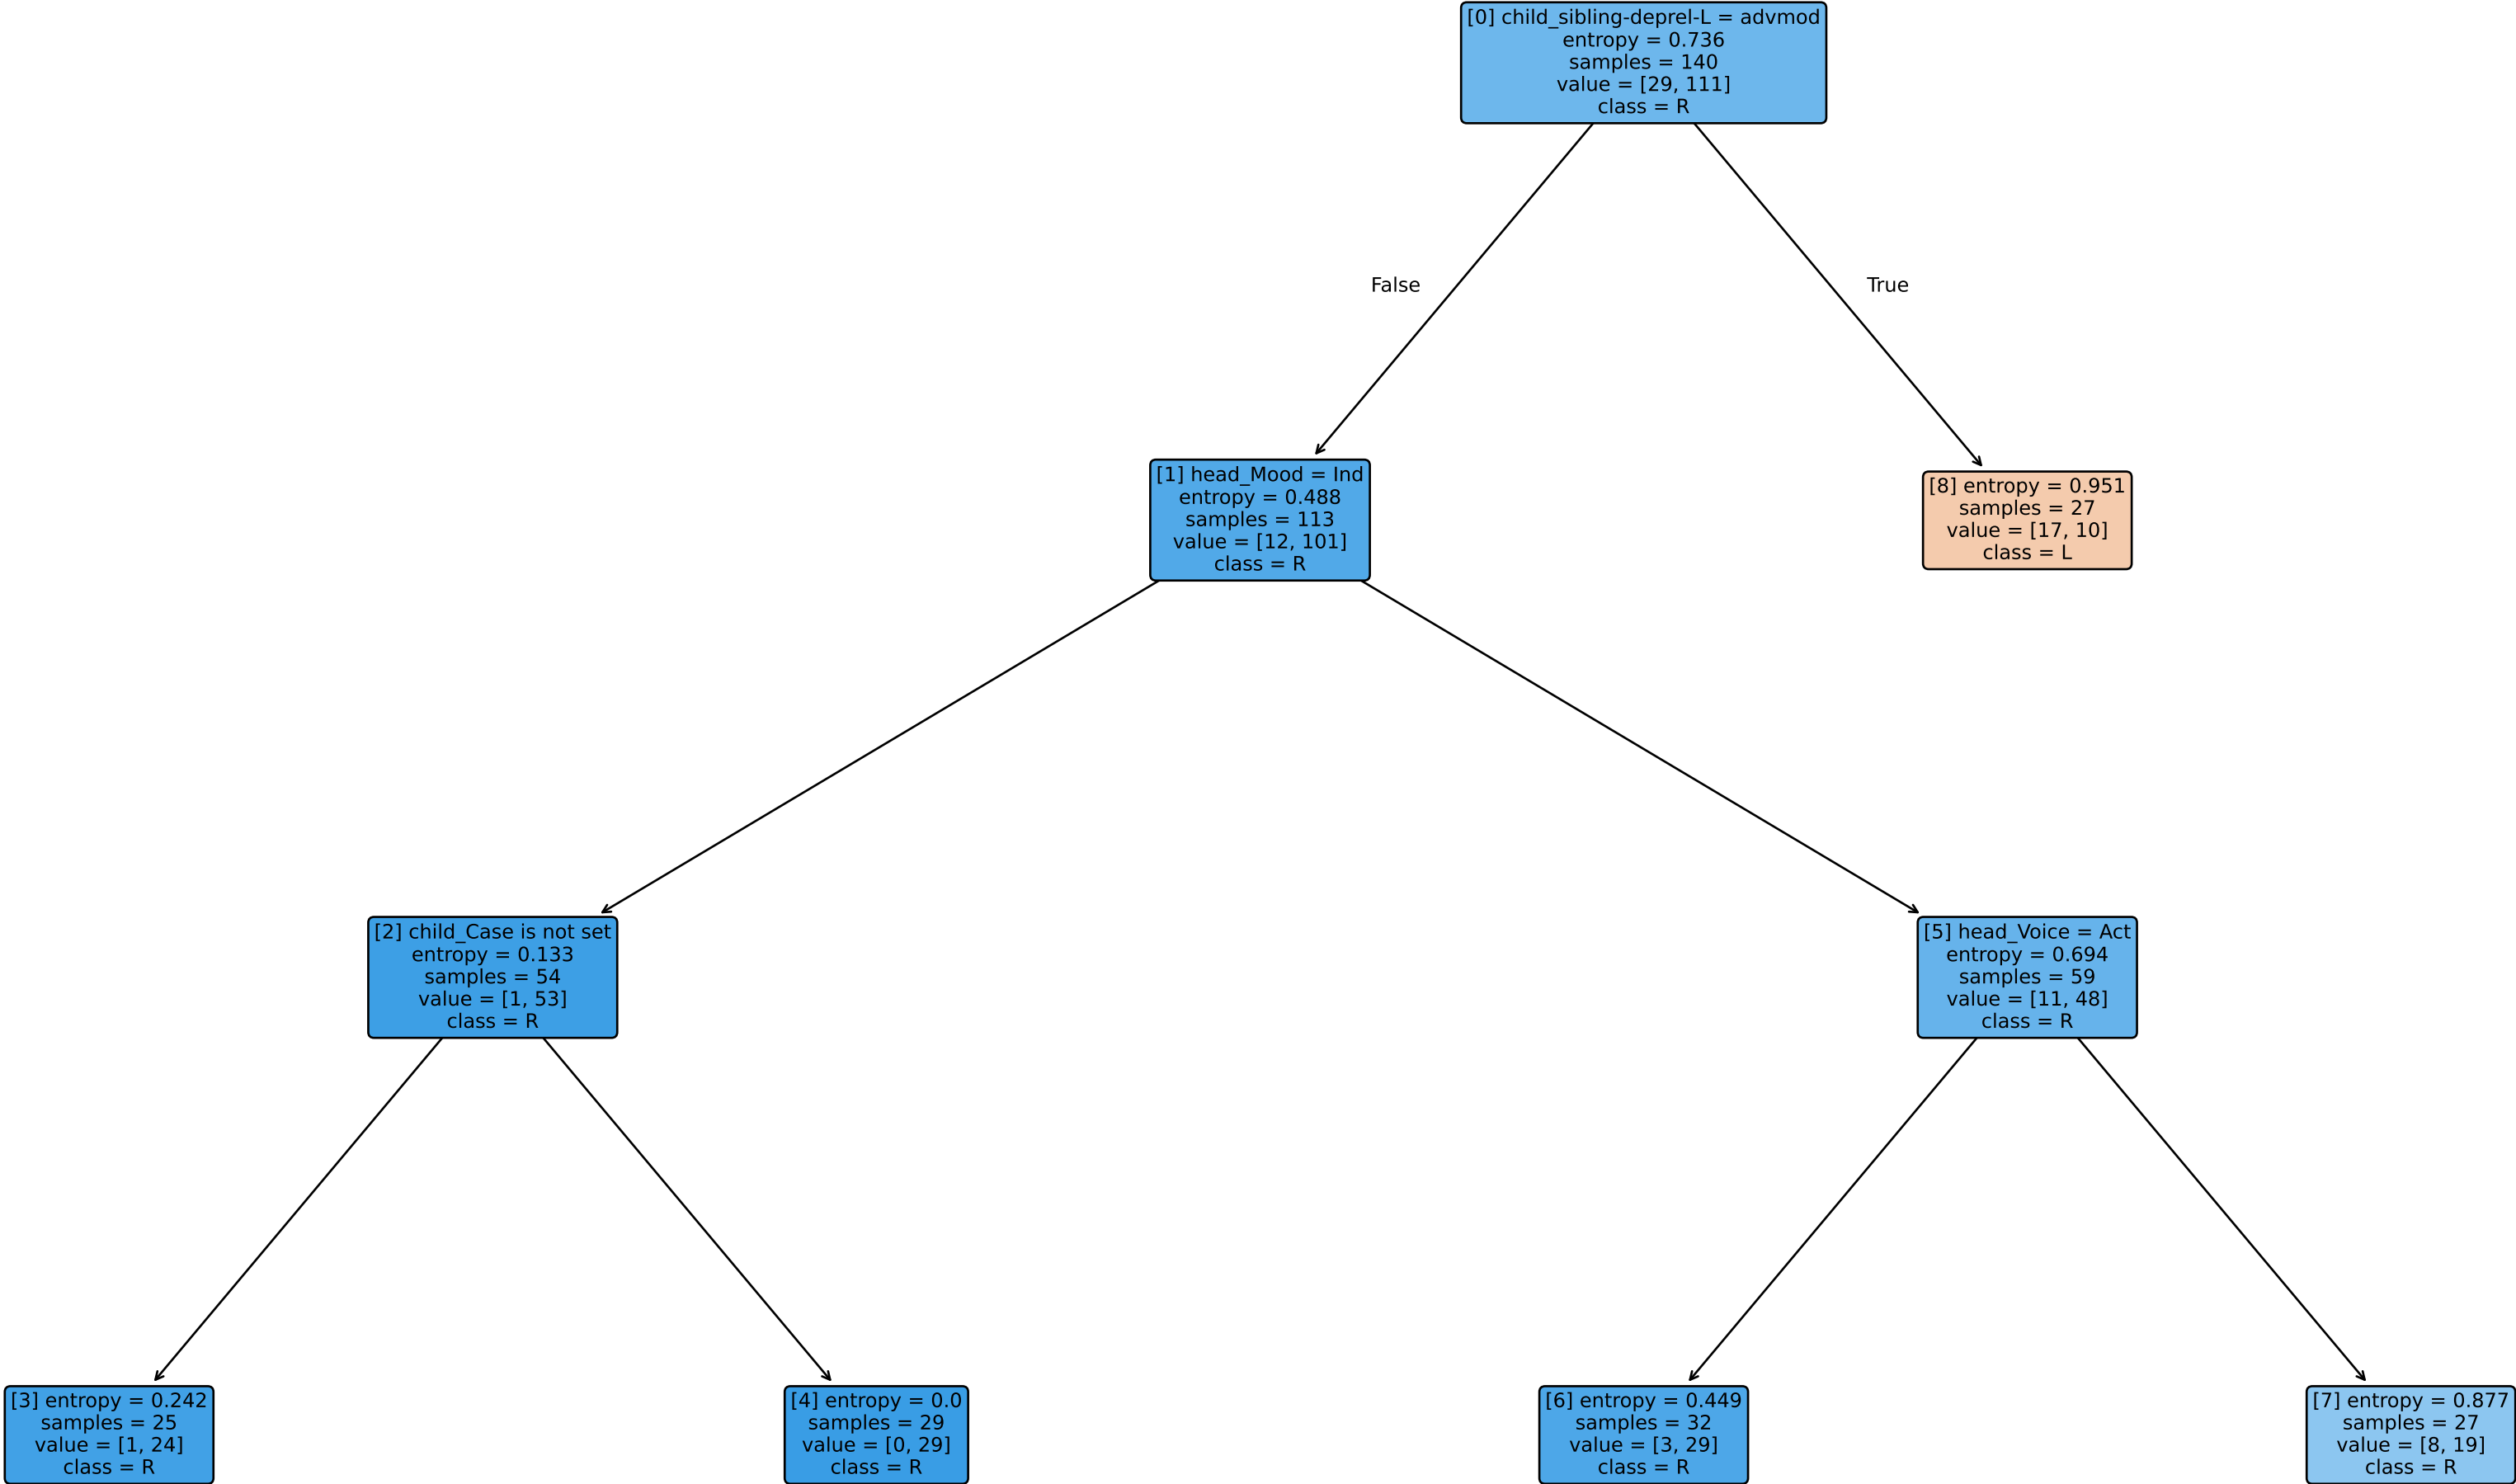 [0] child_sibling-deprel-L = advmod
entropy = 0.736
samples = 140
value = [29, 111]
class = R
False
True
[1] head_Mood = Ind
entropy = 0.488
samples = 113
value = [12, 101]
class = R
[8] entropy = 0.951
samples = 27
value = [17, 10]
class = L
[2] child_Case is not set
entropy = 0.133
samples = 54
value = [1, 53]
class = R
[5] head_Voice = Act
entropy = 0.694
samples = 59
value = [11, 48]
class = R
[3] entropy = 0.242
samples = 25
value = [1, 24]
class = R
[4] entropy = 0.0
samples = 29
value = [0, 29]
class = R
[6] entropy = 0.449
samples = 32
value = [3, 29]
class = R
[7] entropy = 0.877
samples = 27
value = [8, 19]
class = R